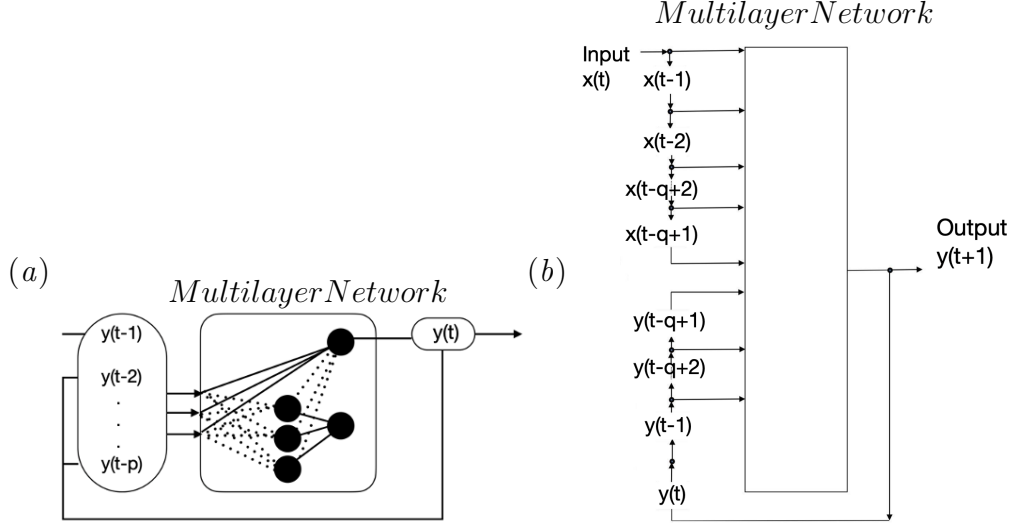 (a)
MultilayerNetwork
y(t-1)
y(t-2)
.
.
.
y(t-p)
y(t)
(b)
MultilayerNetwork
Input
x(t)
x(t-1)
x(t-2)
x(t-q+2)
x(t-q+1)
y(t-q+1)
y(t-q+2)
y(t-1)
y(t)
Output
y(t+1)